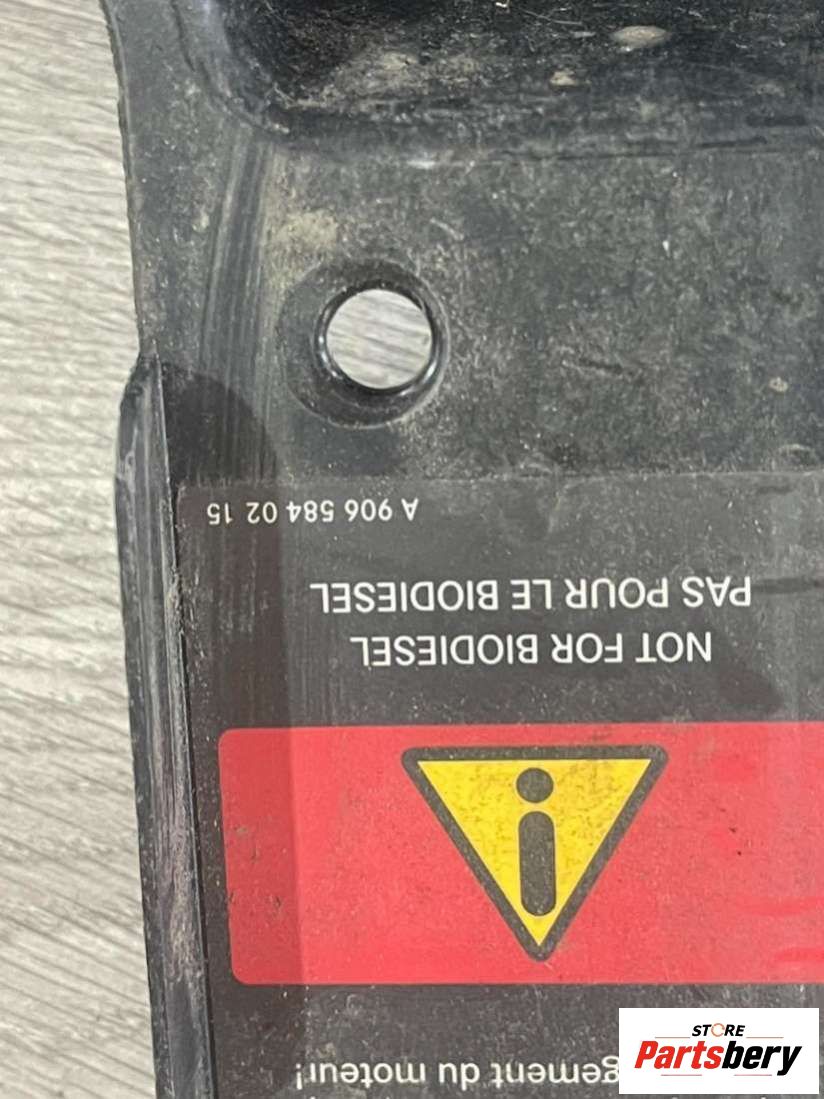 gement du moteur!
NOT FOR BIODIESEL
PAS POUR LE BIODIESEL
A 906 584 02 15
STORE
Partsbery